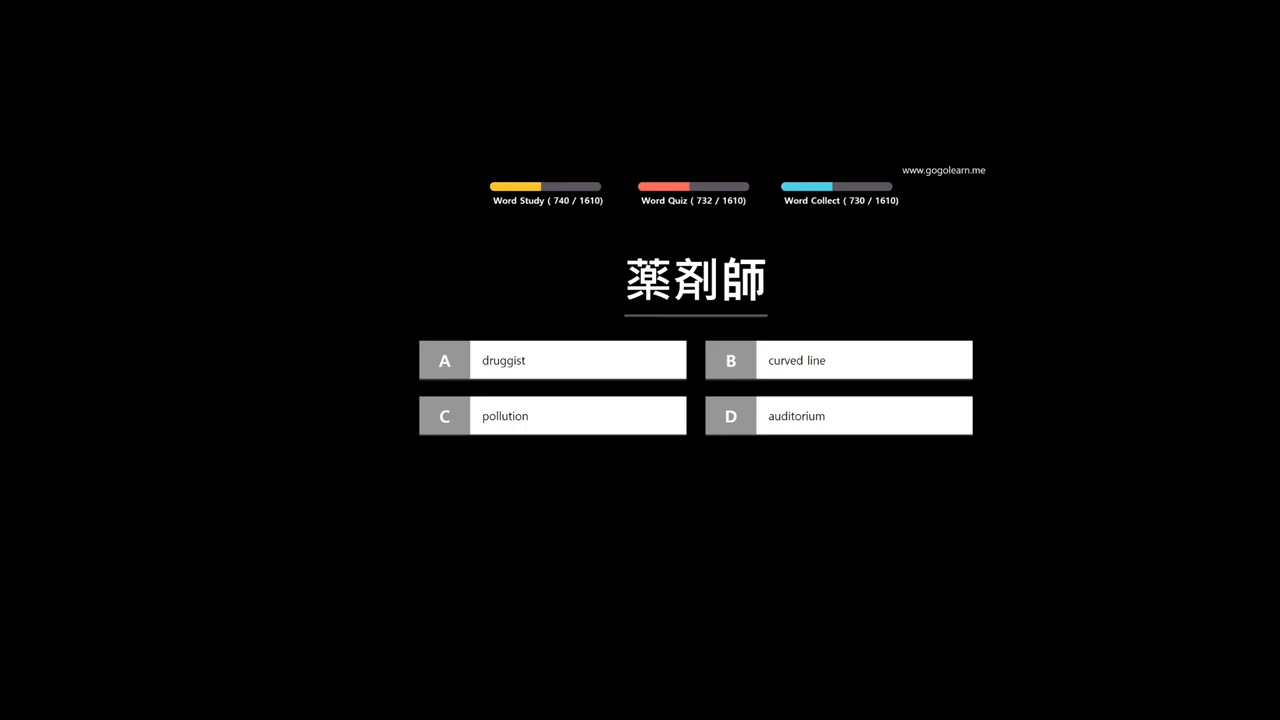 www.gogolearn.me
Word Study ( 740 / 1610)
Word Quiz ( 732 / 1610)
Word Collect ( 730 / 1610)
薬剤師
A druggist
B curved line
C pollution
D auditorium